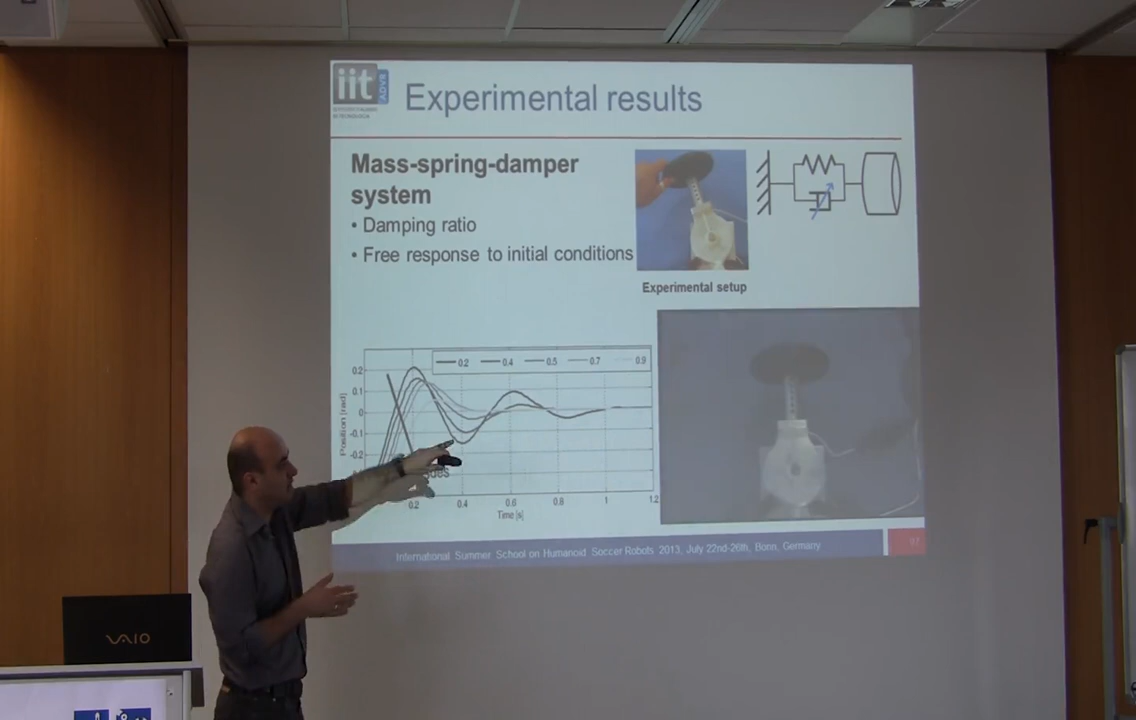 iit
ADVR
Experimental results
Mass-spring-damper
system
• Damping ratio
• Free response to initial conditions
Experimental setup
0.2 0.4 0.5 0.7 0.9
0.2
0.1
0
-0.1
-0.2
Position [rad]
0.2 0.4 0.6 0.8 1 1.2
Time [s]
International Summer School on Humanoid Soccer Robots 2013, July 22nd-26th, Bonn, Germany
VAIO